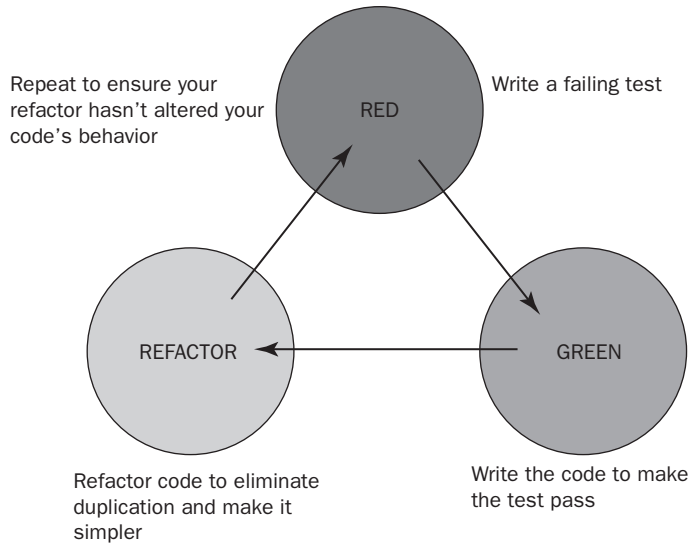 Repeat to ensure your
refactor hasn't altered your
code's behavior
RED
Write a failing test
REFACTOR
GREEN
Refactor code to eliminate
duplication and make it
simpler
Write the code to make
the test pass